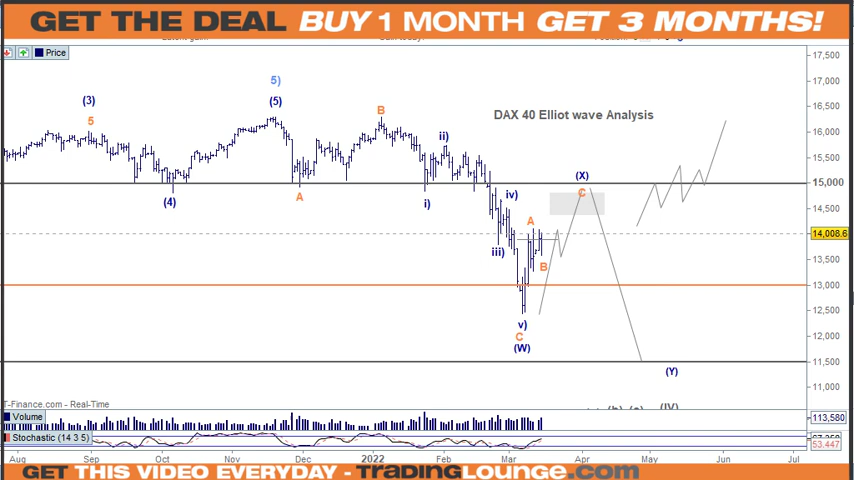 GET THE DEAL BUY 1 MONTH GET 3 MONTHS!
Price
17,500
17,000
16,500
16,000
15,500
15,000
14,500
14,008.6
13,500
13,000
12,500
12,000
11,500
11,000
DAX 40 Elliot wave Analysis
(3)
5
5)
(5)
B
ii)
(4)
A
i)
iv)
iii)
(X)
C
A
B
v)
C
(W)
(Y)
(IV)
T-Finance.com - Real-Time
Volume
113,580
Stochastic (14 3 5)
53.447
Aug Sep Oct Nov Dec 2022 Feb Mar Apr May Jun Jul
GET THIS VIDEO EVERYDAY - TradingLounge.com